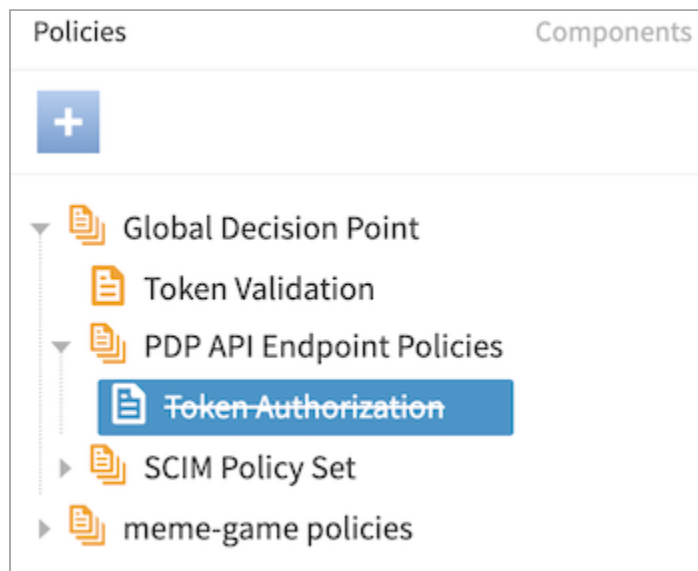 Policies Components
Global Decision Point
Token Validation
PDP API Endpoint Policies
Token Authorization
SCIM Policy Set
meme-game policies